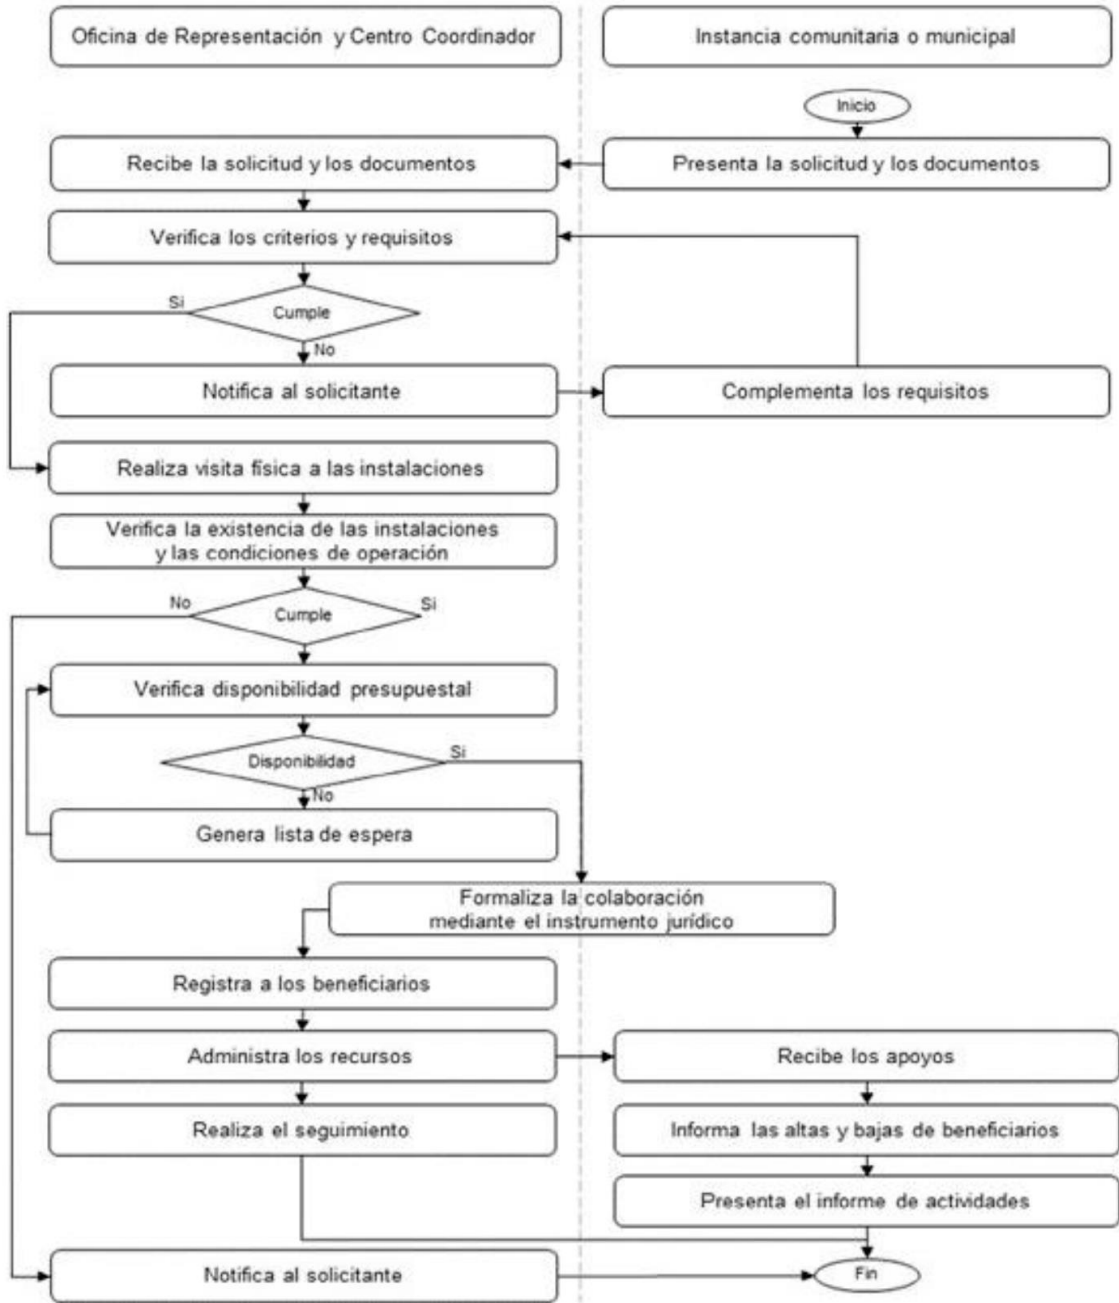 Oficina de Representación y Centro Coordinador
Instancia comunitaria o municipal
Inicio
Recibe la solicitud y los documentos
Presenta la solicitud y los documentos
Verifica los criterios y requisitos
Si
Cumple
No
Notifica al solicitante
Complementa los requisitos
Realiza visita física a las instalaciones
Verifica la existencia de las instalaciones
y las condiciones de operación
No
Cumple
Si
Verifica disponibilidad presupuestal
Disponibilidad
Si
No
Genera lista de espera
Formaliza la colaboración
mediante el instrumento jurídico
Registra a los beneficiarios
Administra los recursos
Recibe los apoyos
Realiza el seguimiento
Informa las altas y bajas de beneficiarios
Presenta el informe de actividades
Notifica al solicitante
Fin